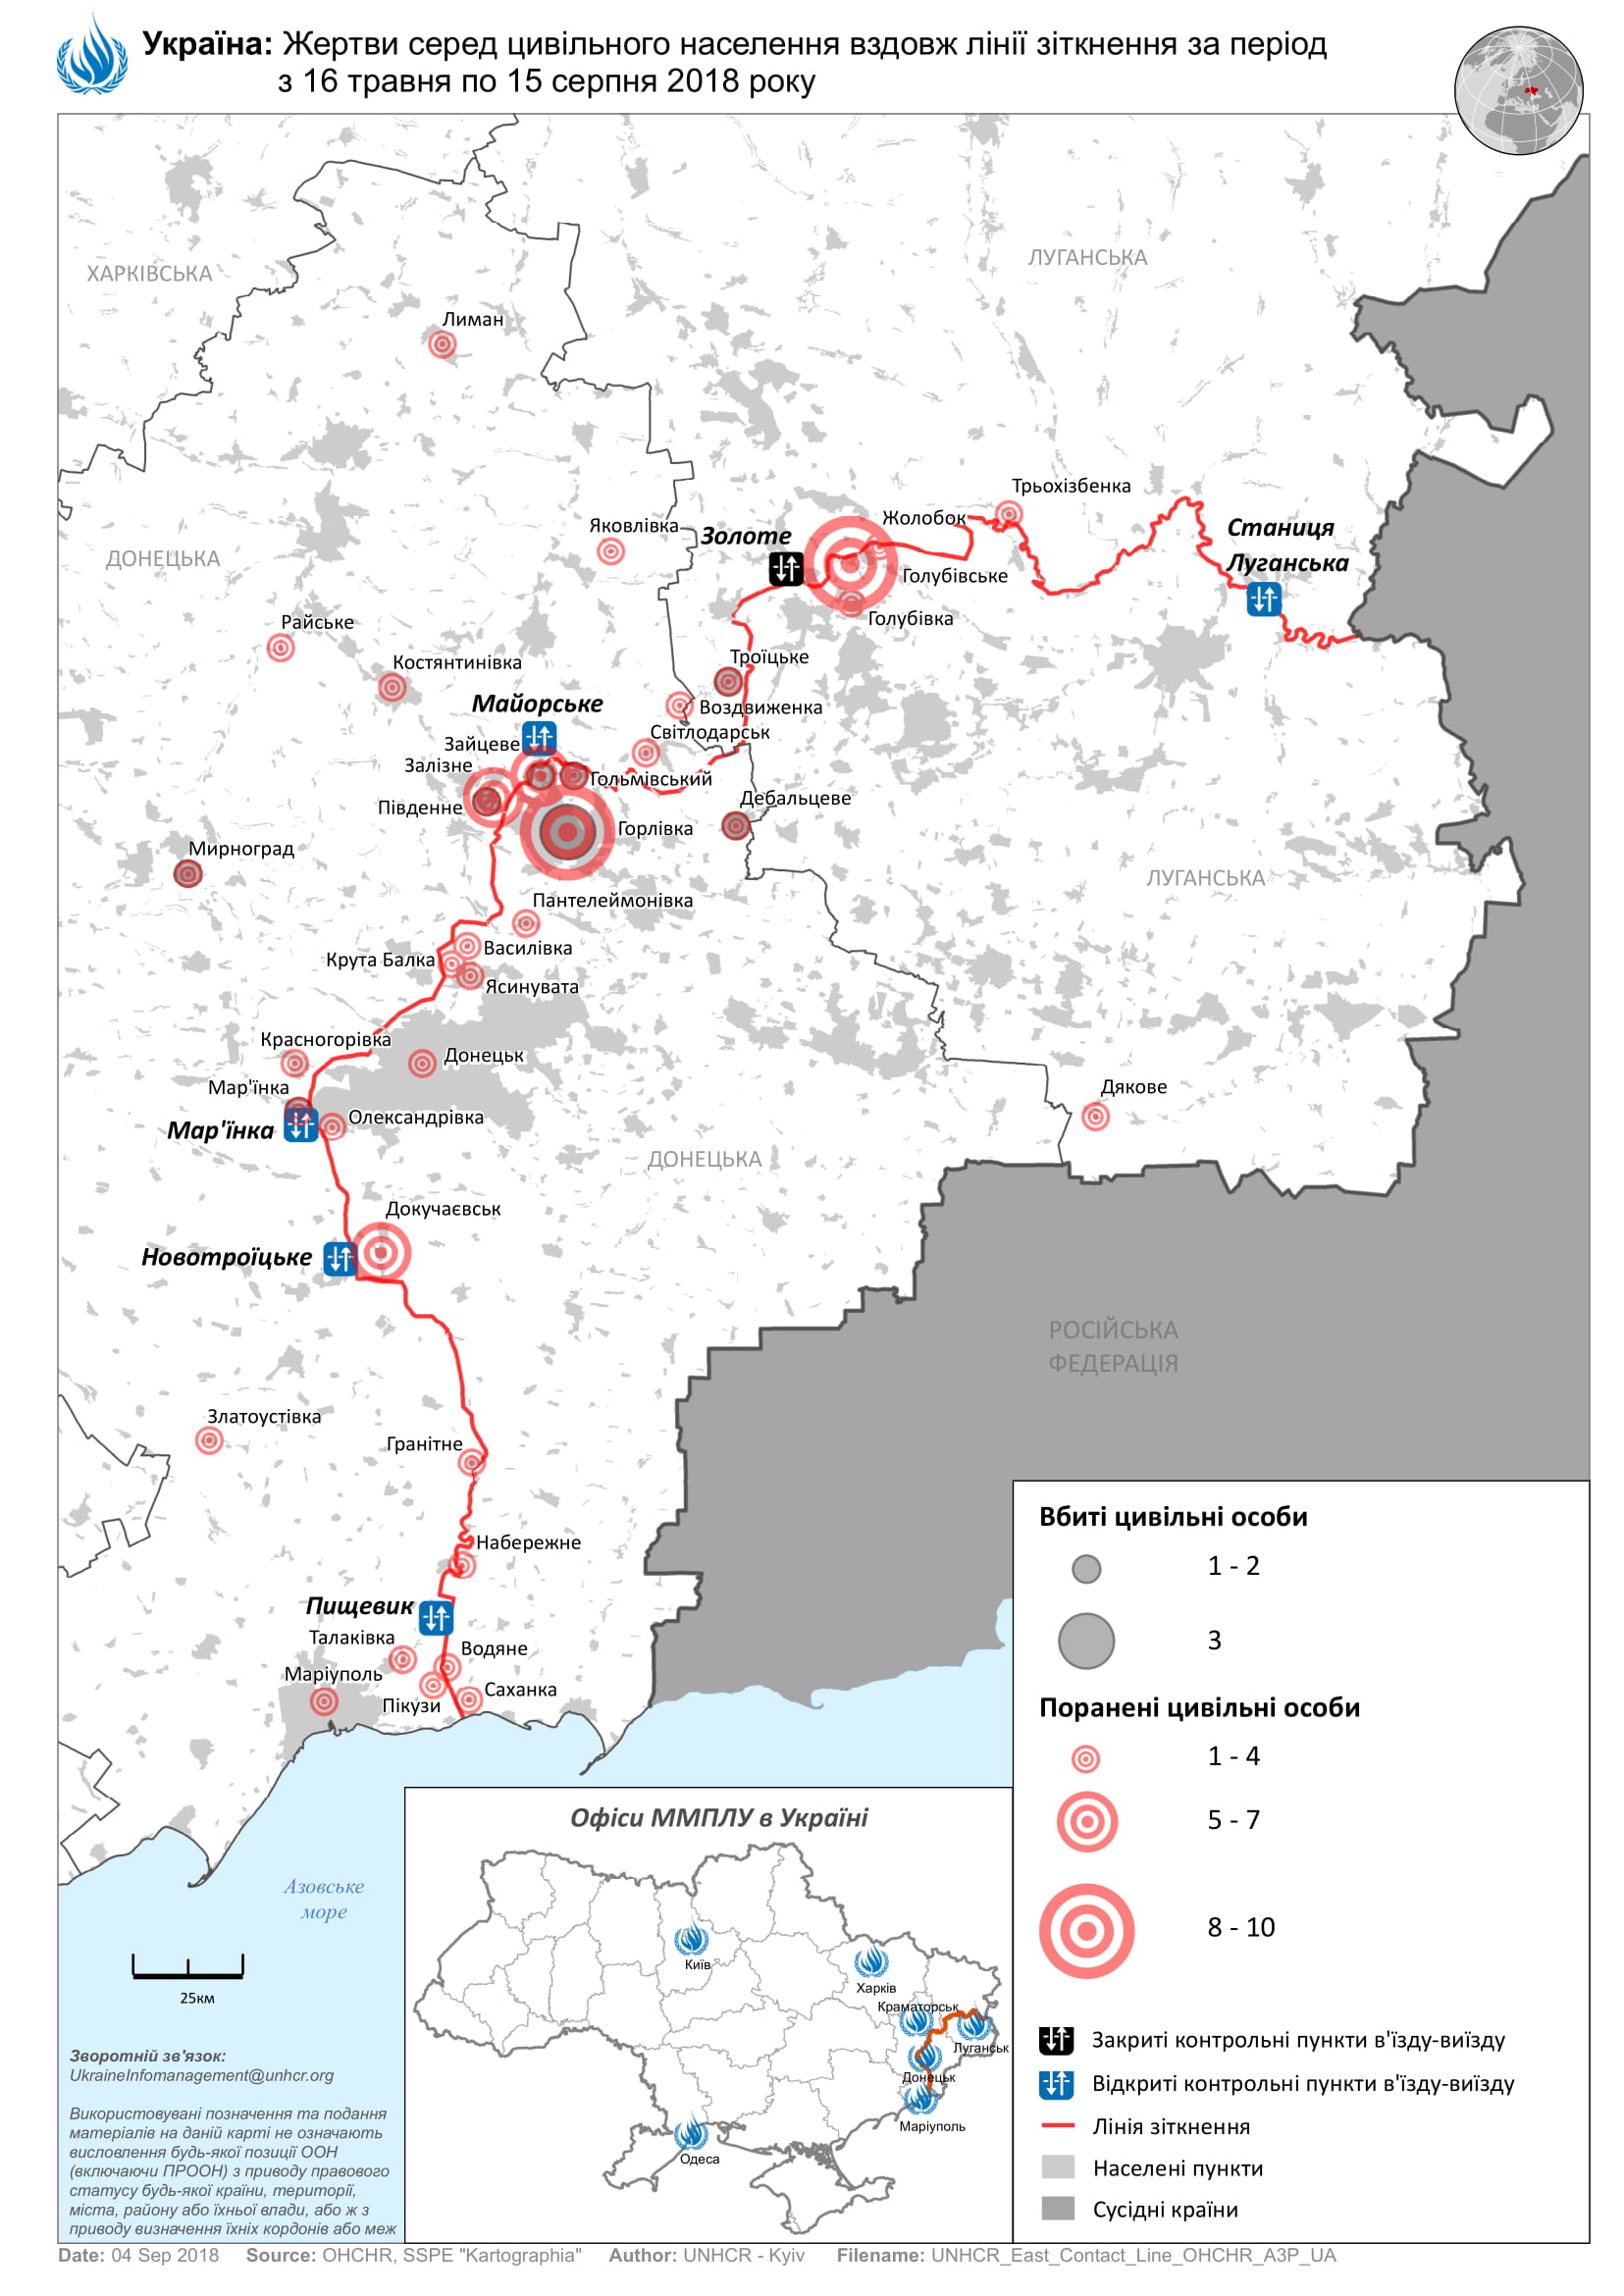 Україна: Жертви серед цивільного населення вздовж лінії зіткнення за період
з 16 травня по 15 серпня 2018 року
ХАРКІВСЬКА
ЛУГАНСЬКА
Лиман
Трьохізбенка
Жолобок
Яковлівка
Золоте
Станиця
Луганська
ДОНЕЦЬКА
Голубівське
Голубівка
Райське
Костянтинівка
Троїцьке
Майорське
Воздвиженка
Світлодарськ
Зайцеве
Залізне
Гольмівський
Південне
Дебальцеве
Горлівка
Мирноград
ЛУГАНСЬКА
Пантелеймонівка
Василівка
Крута Балка
Ясинувата
Красногорівка
Донецьк
Мар'їнка
Дякове
Олександрівка
Мар'їнка
ДОНЕЦЬКА
Докучаєвськ
Новотроїцьке
РОСІЙСЬКА
ФЕДЕРАЦІЯ
Златоустівка
Гранітне
Набережне
Пищевик
Талаківка
Водяне
Маріуполь
Саханка
Пікузи
Азовське
море
25км
Вбиті цивільні особи
1 - 2
3
Поранені цивільні особи
1 - 4
5 - 7
8 - 10
Закриті контрольні пункти в'їзду-виїзду
Відкриті контрольні пункти в'їзду-виїзду
Лінія зіткнення
Населені пункти
Сусідні країни
Офіси ММПЛУ в Україні
Київ
Харків
Краматорськ
Луганськ
Донецьк
Маріуполь
Одеса
Зворотній зв'язок:
UkraineInfomanagement@unhcr.org
Використовувані позначення та подання
матеріалів на даній карті не означають
висловлення будь-якої позиції ООН
(включаючи ПРООН) з приводу правового
статусу будь-якої країни, території,
міста, району або їхньої влади, або ж з
приводу визначення їхніх кордонів або меж
Date: 04 Sep 2018 Source: OHCHR, SSPE "Kartographia" Author: UNHCR - Kyiv Filename: UNHCR_East_Contact_Line_OHCHR_A3P_UA